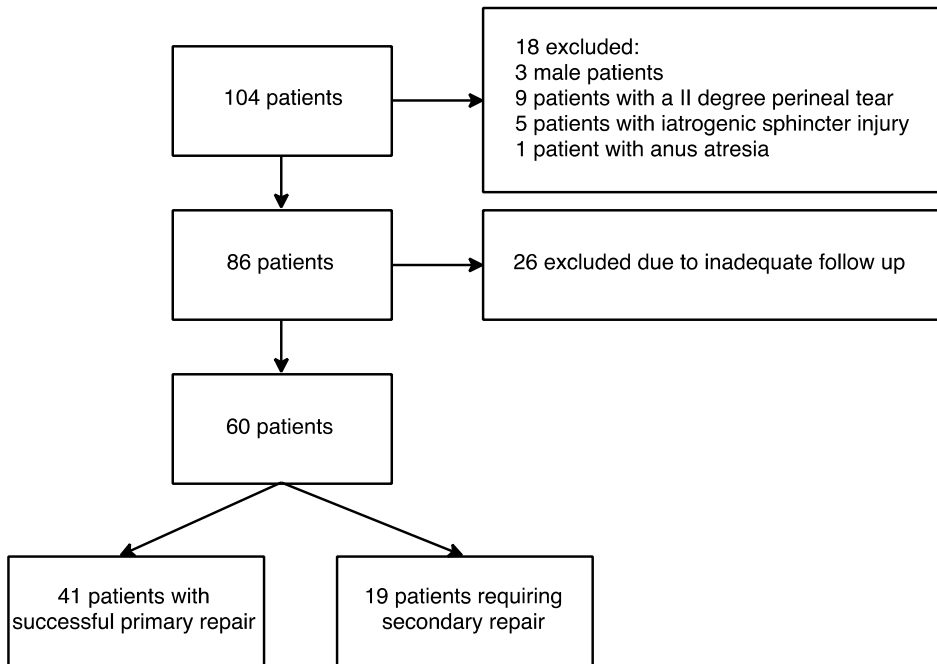 104 patients
18 excluded:
3 male patients
9 patients with a II degree perineal tear
5 patients with iatrogenic sphincter injury
1 patient with anus atresia
86 patients
26 excluded due to inadequate follow up
60 patients
41 patients with
successful primary repair
19 patients requiring
secondary repair